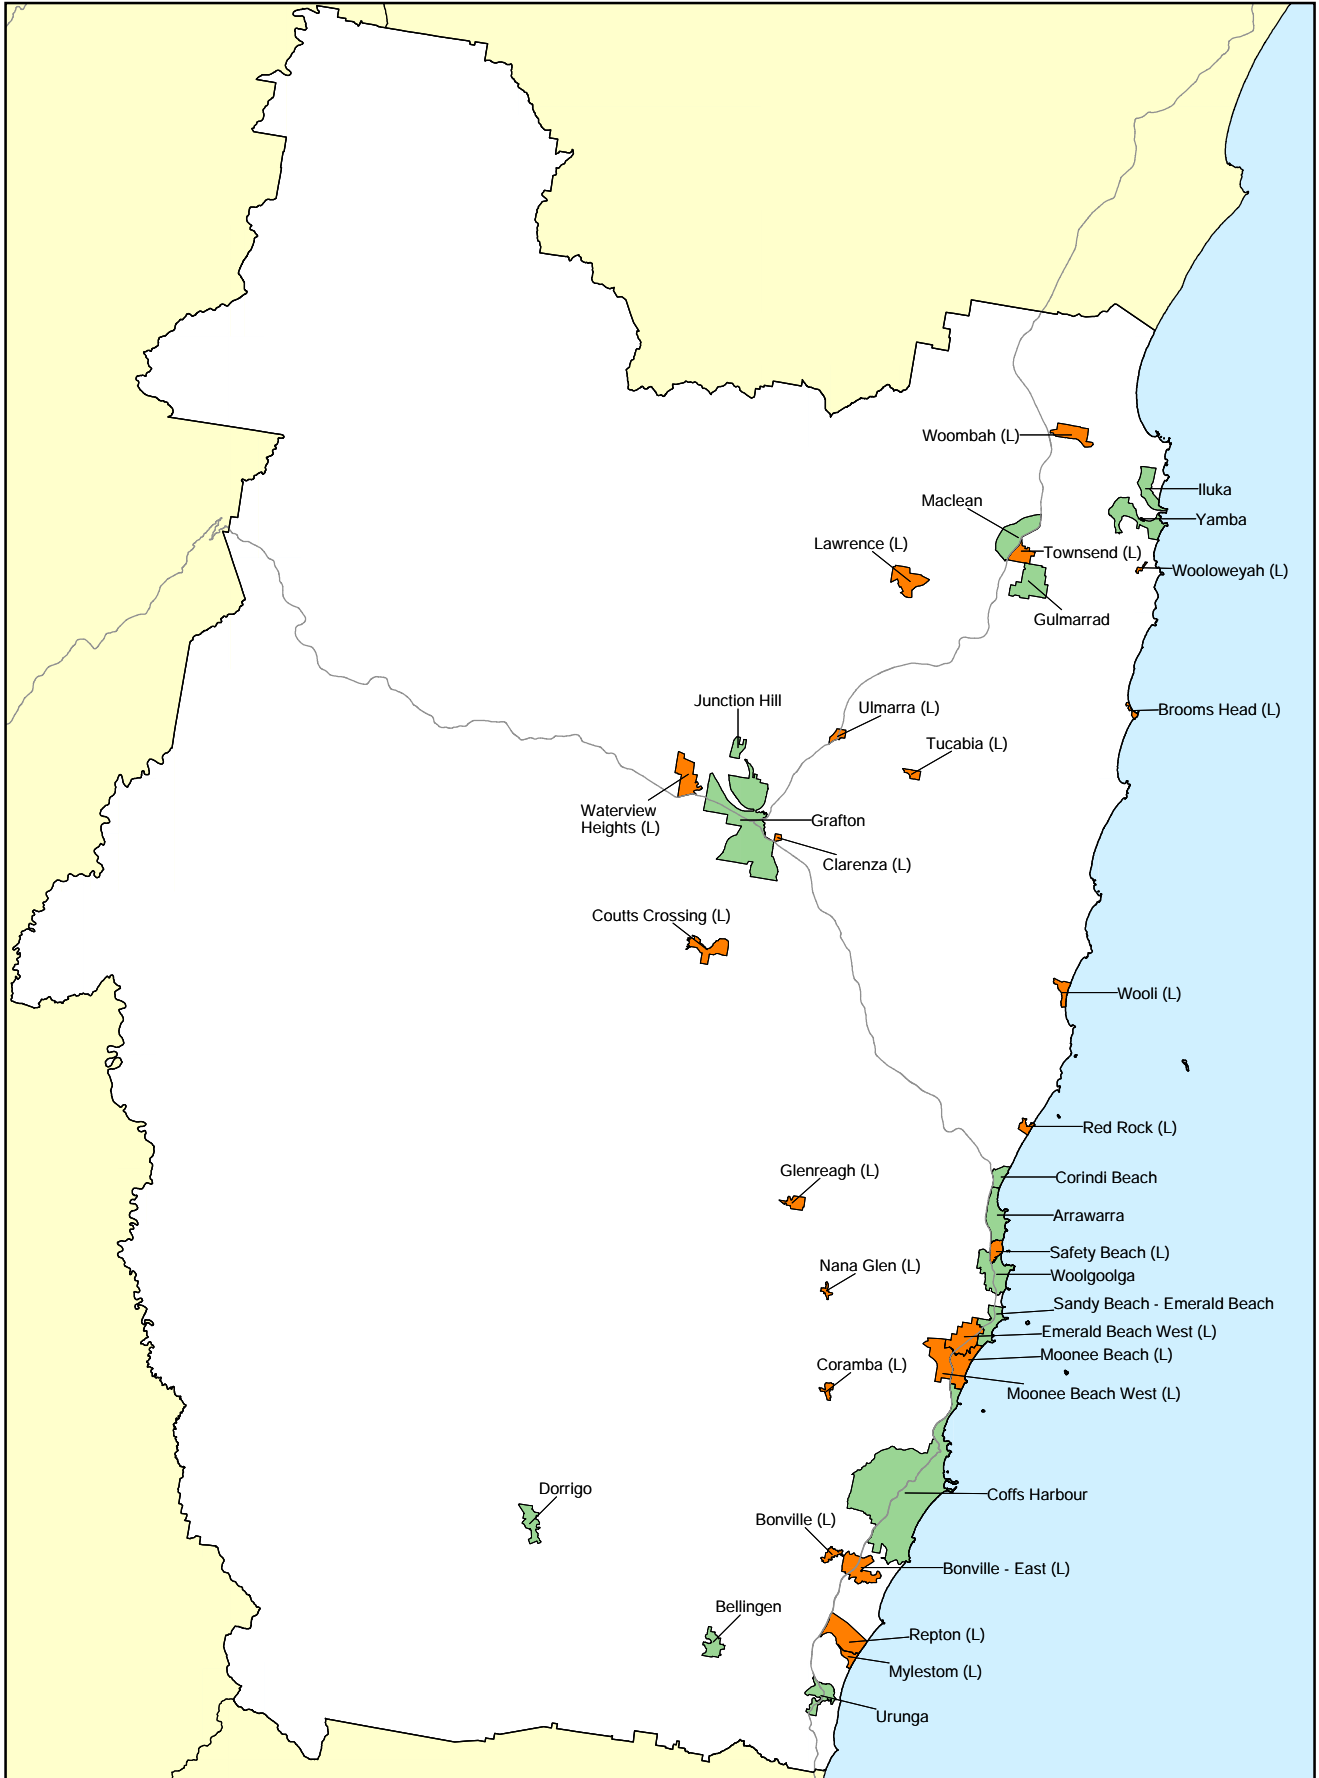 Woombah (L)
Iluka
Maclean
Yamba
Lawrence (L)
Townsend (L)
Wooloweyah (L)
Gulmarrad
Junction Hill
Ulmarra (L)
Brooms Head (L)
Tucabia (L)
Waterview
Heights (L)
Grafton
Clarenza (L)
Coutts Crossing (L)
Wooli (L)
Red Rock (L)
Glenreagh (L)
Corindi Beach
Arrawarra
Safety Beach (L)
Nana Glen (L)
Woolgoolga
Sandy Beach - Emerald Beach
Emerald Beach West (L)
Moonee Beach (L)
Coramba (L)
Moonee Beach West (L)
Dorrigo
Coffs Harbour
Bonville (L)
Bonville - East (L)
Bellingen
Repton (L)
Mylestom (L)
Urunga